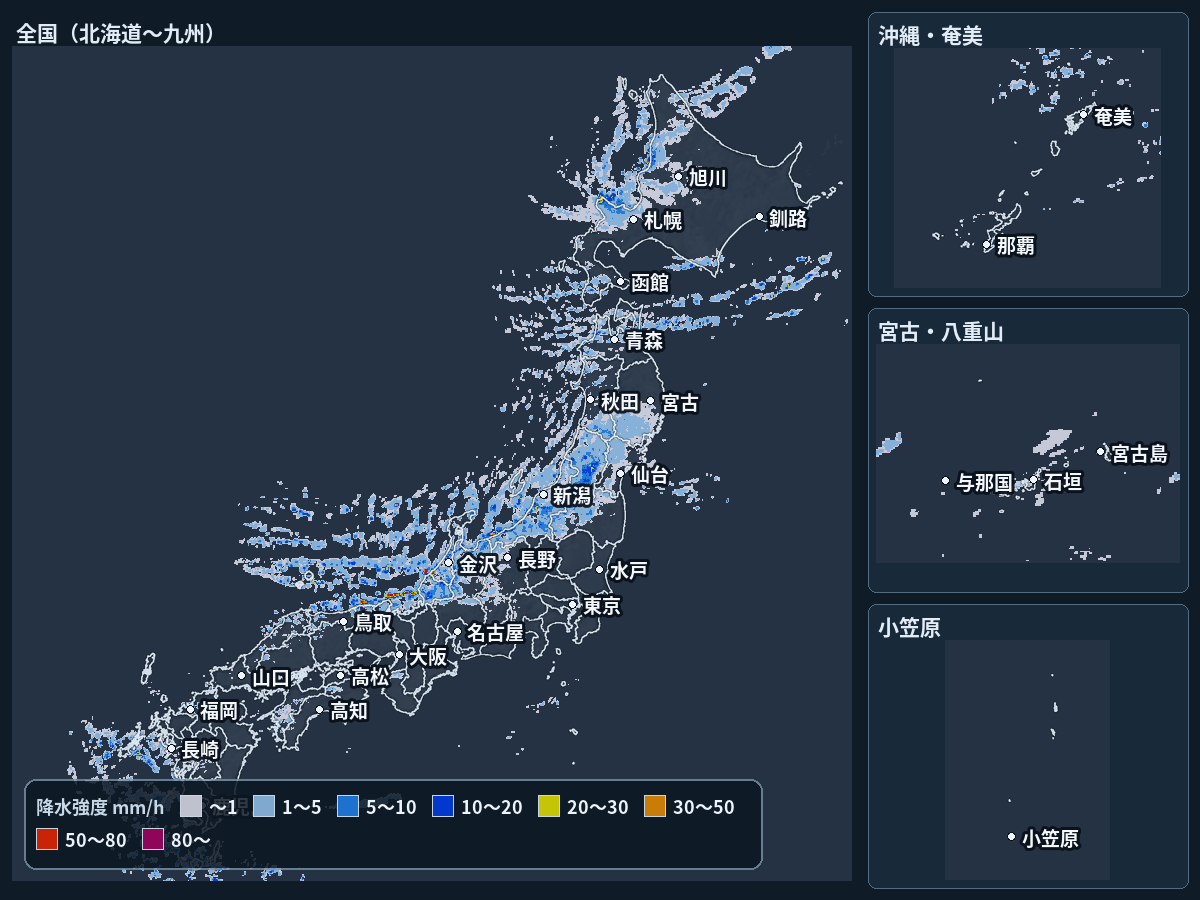 全国（北海道～九州）
旭川
札幌
釧路
函館
青森
秋田
宮古
仙台
新潟
金沢
長野
水戸
東京
鳥取
名古屋
大阪
山口
高松
福岡
高知
長崎
降水強度 mm/h
～1
1～5
5～10
10～20
20～30
30～50
50～80
80～
沖縄・奄美
奄美
那覇
宮古・八重山
宮古島
与那国
石垣
小笠原
小笠原